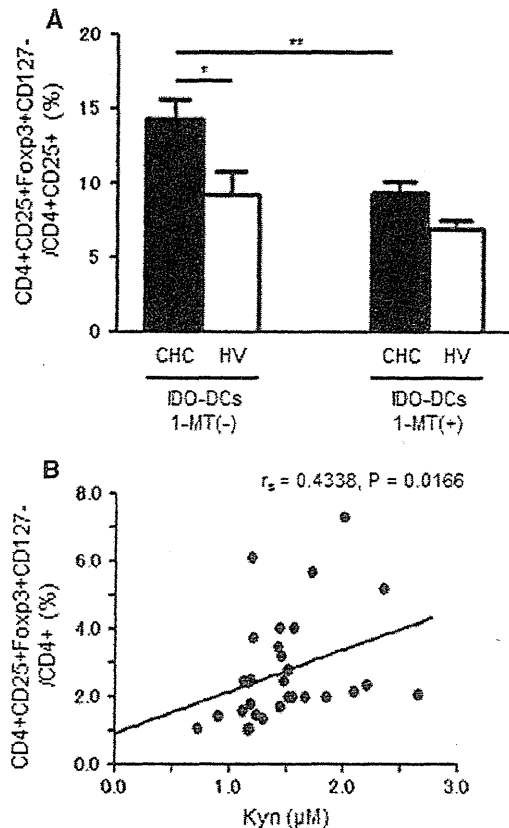 A
CD4+CD25+Foxp3+CD127-
/CD4+CD25+ (%)
20
15
10
5
0
**
*
CHC HV CHC HV
IDO-DCs IDO-DCs
1-MT(-) 1-MT(+)
B
rs = 0.4338, P = 0.0166
CD4+CD25+Foxp3+CD127-
/CD4+ (%)
8.0
6.0
4.0
2.0
0
0.0 1.0 2.0 3.0
Kyn (μM)